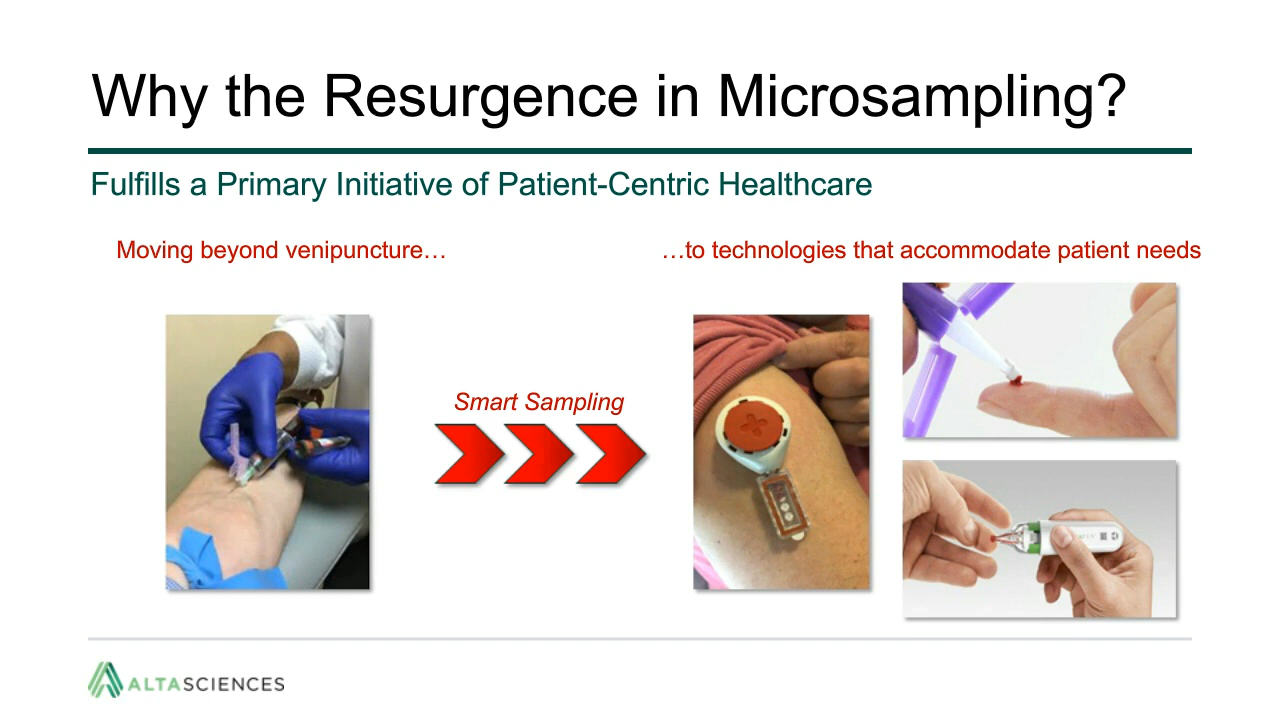 Why the Resurgence in Microsampling?
Fulfills a Primary Initiative of Patient-Centric Healthcare
Moving beyond venipuncture…
…to technologies that accommodate patient needs
Smart Sampling
ALTASCIENCES